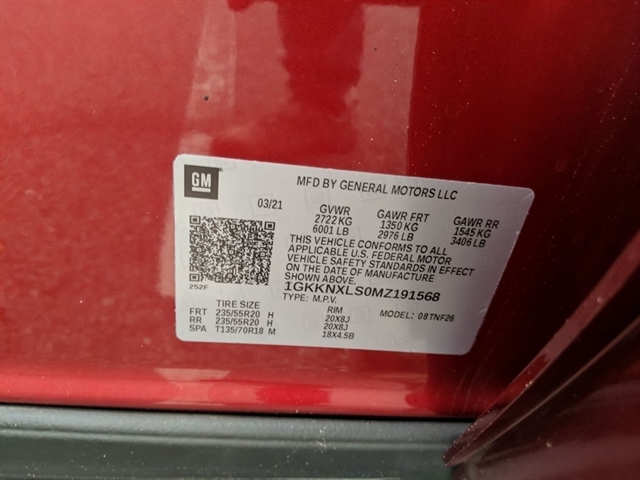 GM
MFD BY GENERAL MOTORS LLC
03/21
GVWR GAWR FRT GAWR RR
2722 KG 1350 KG 1545 KG
6001 LB 2976 LB 3406 LB
THIS VEHICLE CONFORMS TO ALL
APPLICABLE U.S. FEDERAL MOTOR
VEHICLE SAFETY STANDARDS IN EFFECT
ON THE DATE OF MANUFACTURE
SHOWN ABOVE.
252F
1GKKNXLS0MZ191568
TYPE: M.P.V. MODEL: 08TNF26
TIRE SIZE RIM
FRT 235/55R20 H 20X8J
RR 235/55R20 H 20X8J
SPA T135/70R18 M 18X4.5B